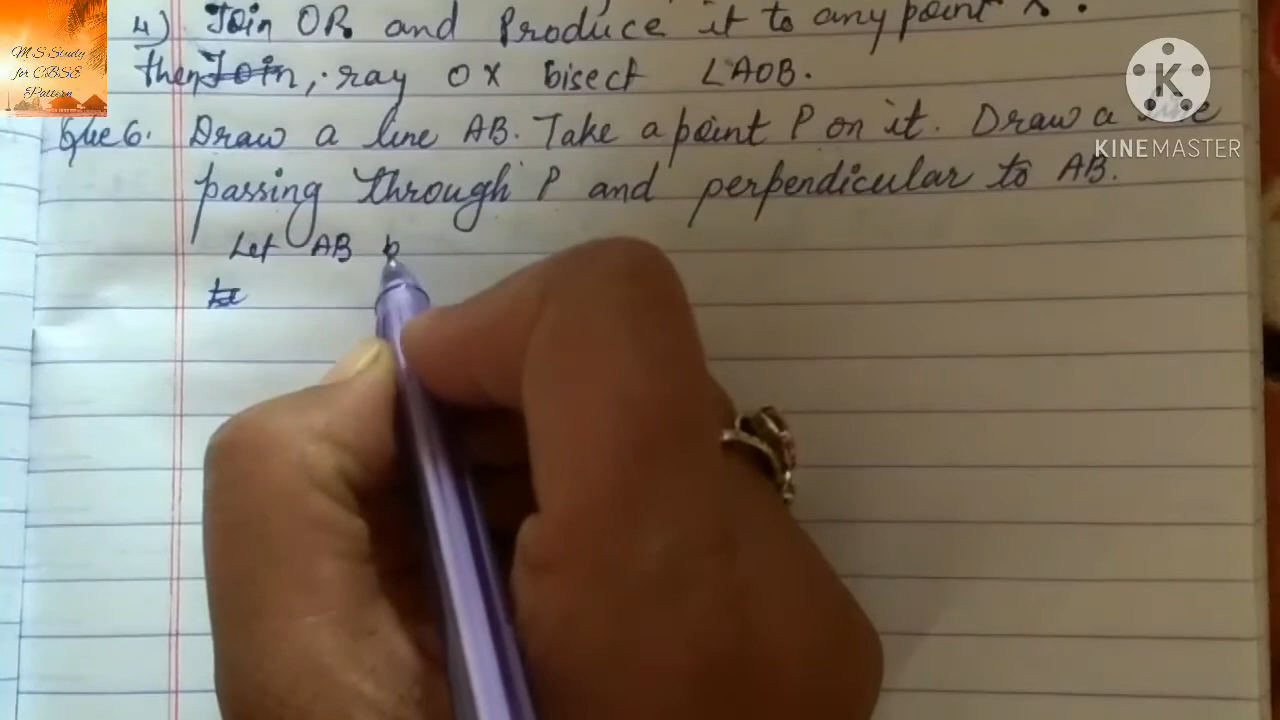 4) Join OR and Produce it to any point X.
then, ray OX bisect ∠AOB.
Que 6. Draw a line AB. Take a point P on it. Draw a line
passing through P and perpendicular to AB.
Let AB b
M.S Study
for CBSE
Pattern
K
KINEMASTER